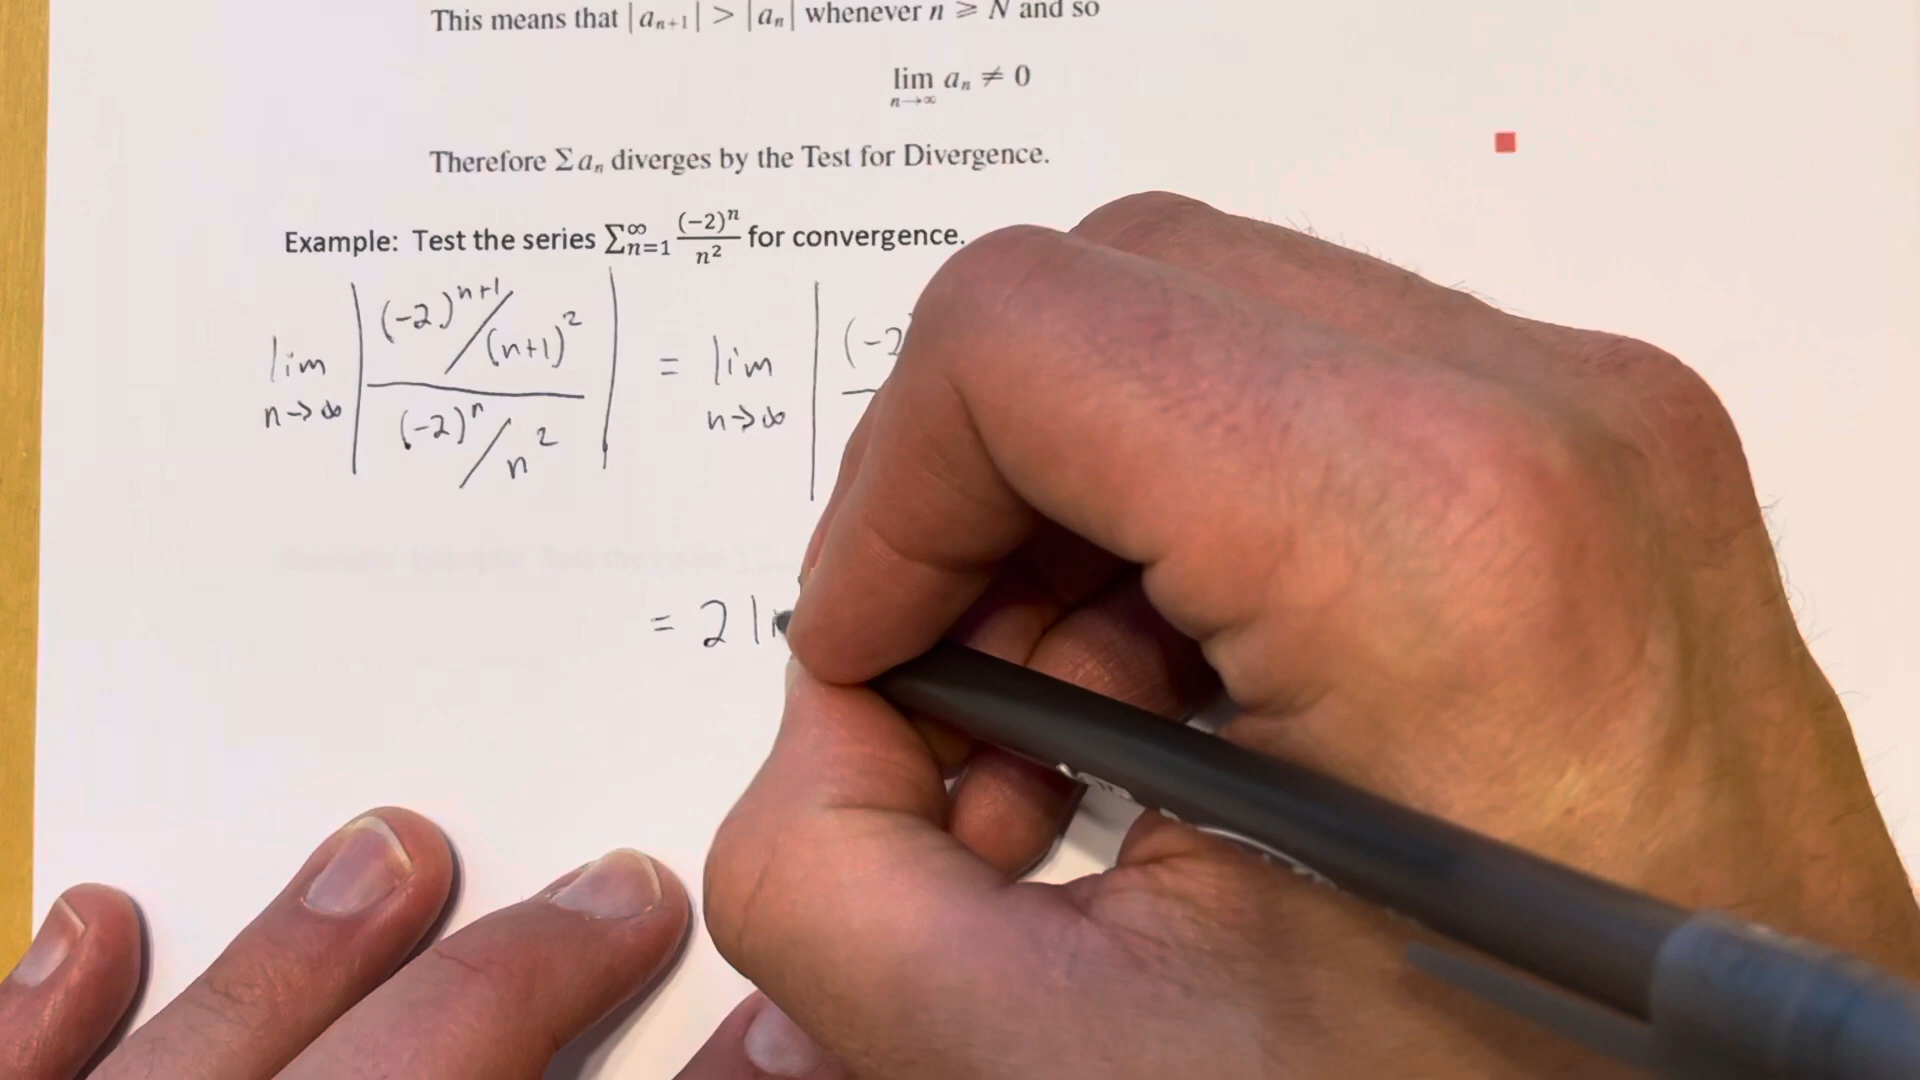 This means that |aₙ₊₁| > |aₙ| whenever n ⩾ N and so
lim aₙ ≠ 0
n→∞
Therefore Σaₙ diverges by the Test for Divergence.
Example: Test the series ∑ₙ₌₁^∞ (−2)ⁿ/n² for convergence.
lim n→∞ | ((-2)ⁿ⁺¹/(n+1)²) / ((-2)ⁿ/n²) | = lim n→∞ | (-2
= 2